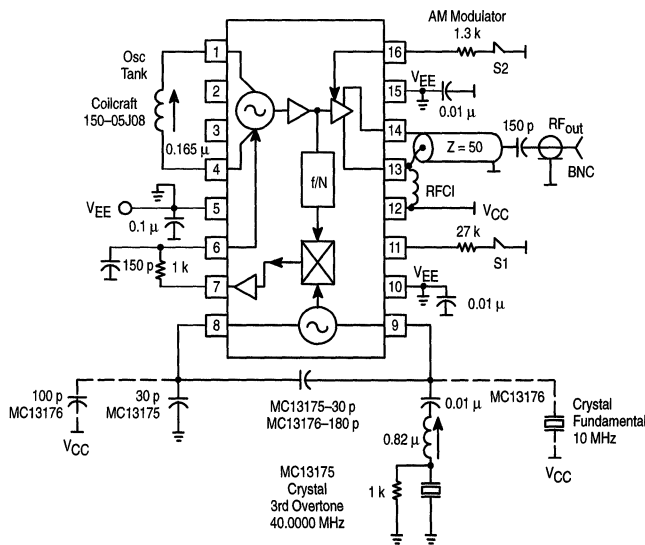 AM Modulator
1.3 k
S2
Osc
Tank
Coilcraft
150–05J08
0.165 µ
1
2
3
4
5
6
7
8
16
15
14
13
12
11
10
9
f/N
VEE
0.01 µ
Z = 50
150 p
RFout
BNC
RFCI
VCC
27 k
S1
VEE
0.01 µ
VEE
0.1 µ
150 p
1 k
100 p
MC13176
VCC
30 p
MC13175
MC13175–30 p
MC13176–180 p
0.01 µ
MC13176
Crystal
Fundamental
10 MHz
VCC
0.82 µ
1 k
MC13175
Crystal
3rd Overtone
40.0000 MHz